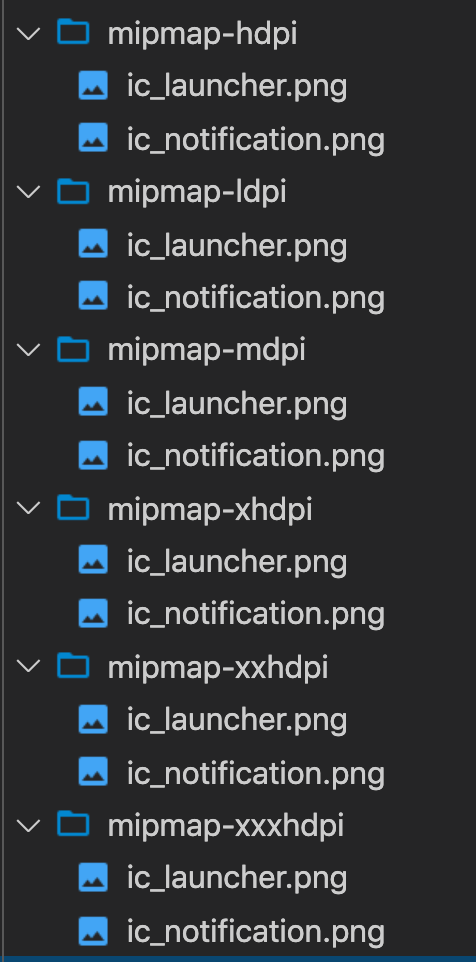 mipmap-hdpi
ic_launcher.png
ic_notification.png
mipmap-ldpi
ic_launcher.png
ic_notification.png
mipmap-mdpi
ic_launcher.png
ic_notification.png
mipmap-xhdpi
ic_launcher.png
ic_notification.png
mipmap-xxhdpi
ic_launcher.png
ic_notification.png
mipmap-xxxhdpi
ic_launcher.png
ic_notification.png